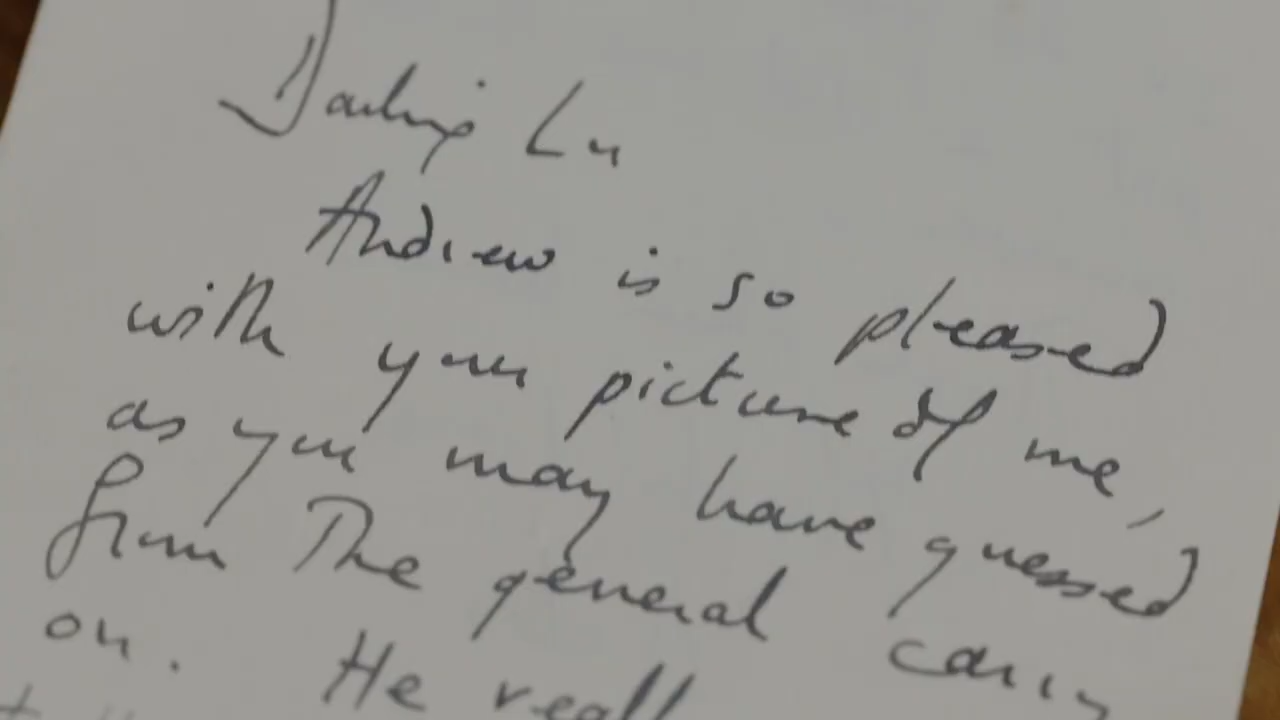 Darling Lu
Andrew is so pleased
with your picture of me,
as you may have guessed
from the general carry
on. He really